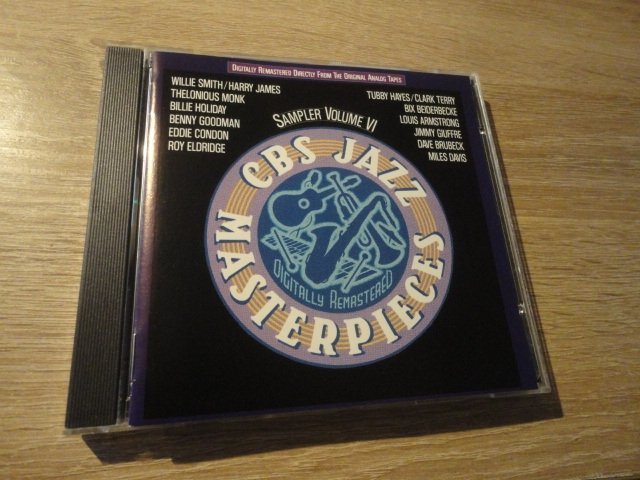 DIGITALLY REMASTERED DIRECTLY FROM THE ORIGINAL ANALOG TAPES
WILLIE SMITH/HARRY JAMES
THELONIOUS MONK
BILLIE HOLIDAY
BENNY GOODMAN
EDDIE CONDON
ROY ELDRIDGE
TUBBY HAYES/CLARK TERRY
BIX BEIDERBECKE
LOUIS ARMSTRONG
JIMMY GIUFFRE
DAVE BRUBECK
MILES DAVIS
SAMPLER VOLUME VI
CBS JAZZ
MASTERPIECES
DIGITALLY REMASTERED